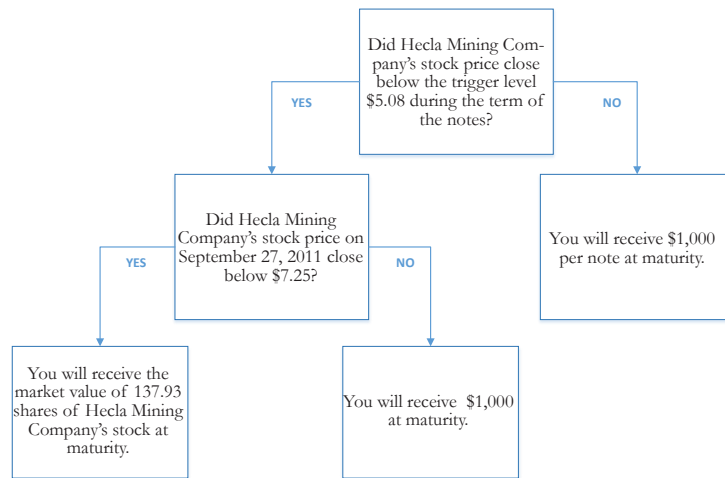 Did Hecla Mining Com-
pany's stock price close
below the trigger level
$5.08 during the term of
the notes?
YES
NO
Did Hecla Mining
Company's stock price on
September 27, 2011 close
below $7.25?
You will receive $1,000
per note at maturity.
YES
NO
You will receive the
market value of 137.93
shares of Hecla Mining
Company's stock at
maturity.
You will receive $1,000
at maturity.